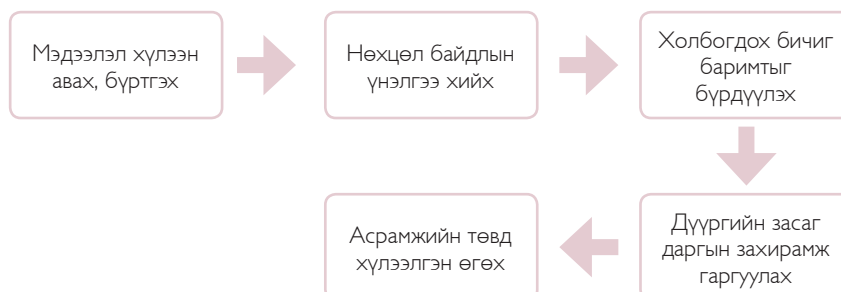 Мэдээлэл хүлээн
авах, бүртгэх
Нөхцөл байдлын
үнэлгээ хийх
Холбогдох бичиг
баримтыг
бүрдүүлэх
Дүүргийн засаг
даргын захирамж
гаргуулах
Асрамжийн төвд
хүлээлгэн өгөх